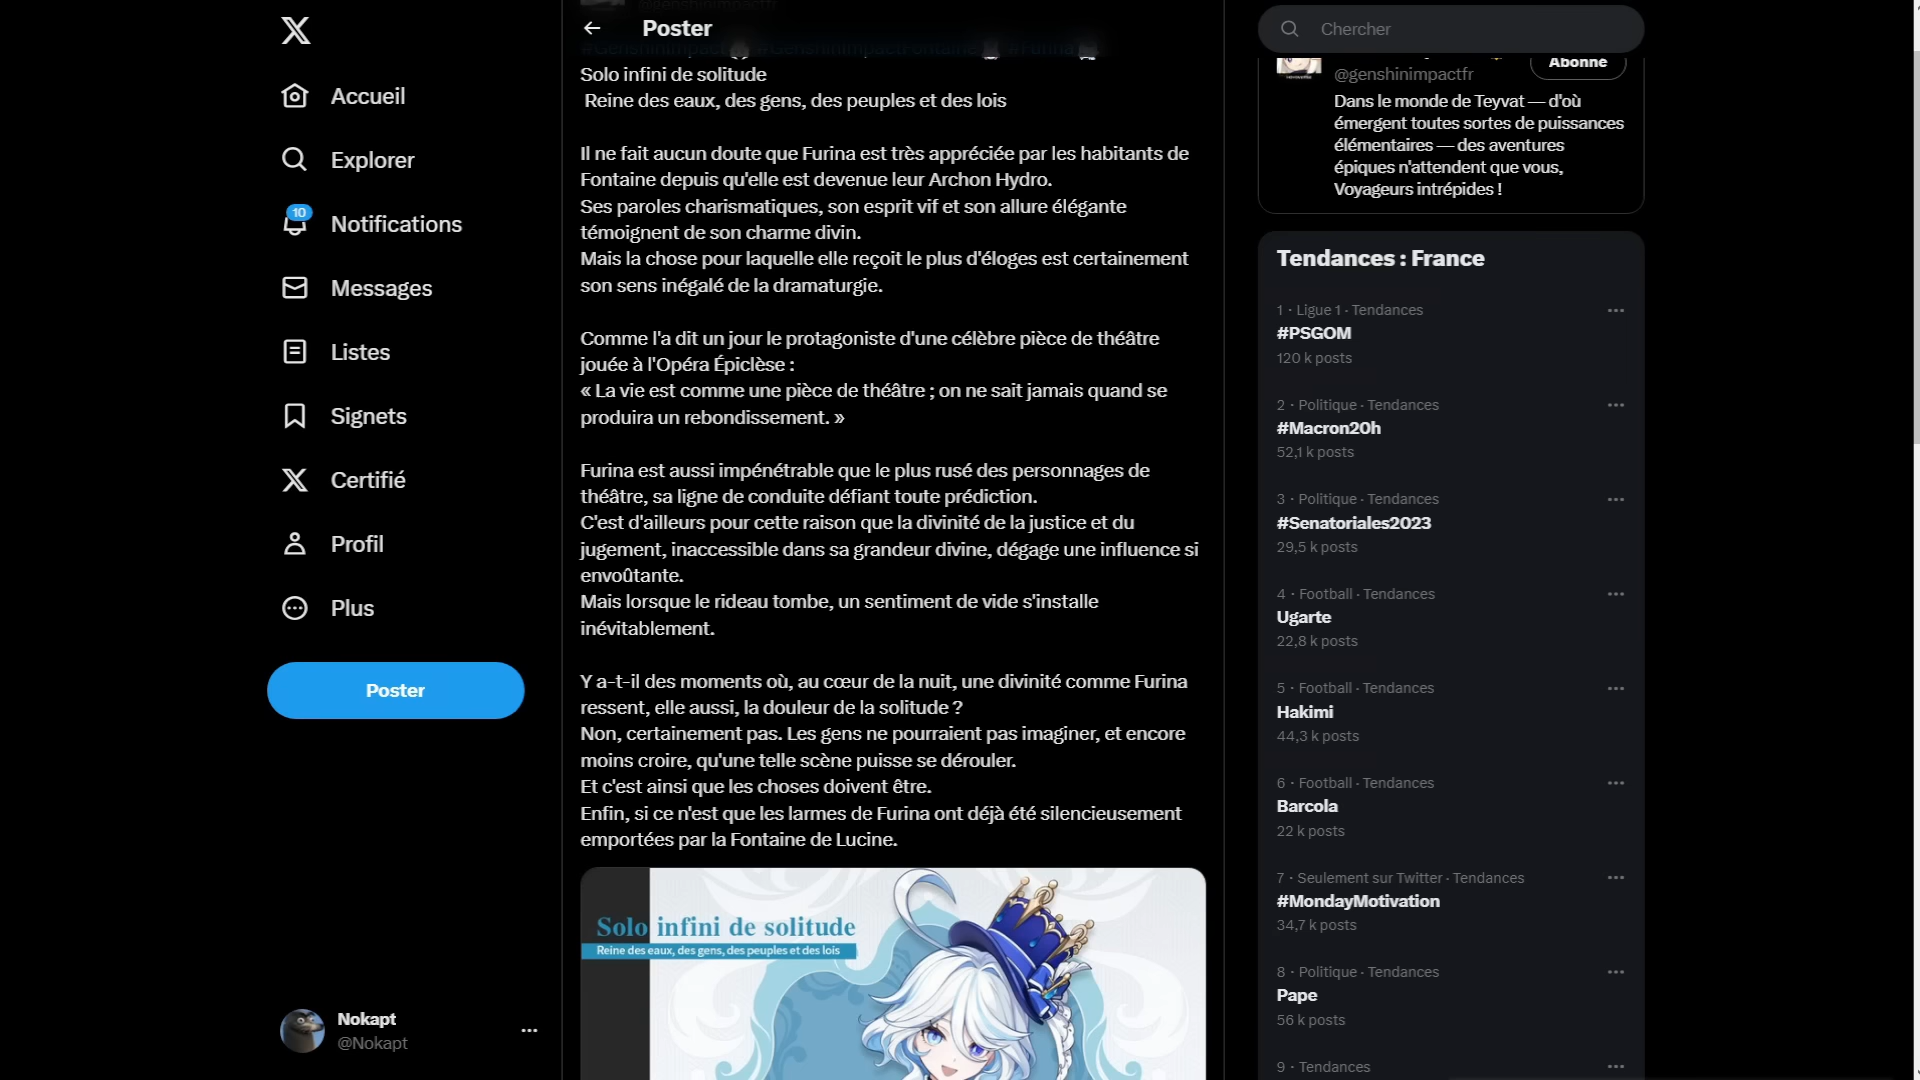 Accueil
Explorer
10
Notifications
Messages
Listes
Signets
Certifié
Profil
Plus
Poster
Nokapt
@Nokapt
Poster
@genshinimpactfr
#GenshinImpact #GenshinImpactFontaine #Furina
Solo infini de solitude
Reine des eaux, des gens, des peuples et des lois
Il ne fait aucun doute que Furina est très appréciée par les habitants de
Fontaine depuis qu'elle est devenue leur Archon Hydro.
Ses paroles charismatiques, son esprit vif et son allure élégante
témoignent de son charme divin.
Mais la chose pour laquelle elle reçoit le plus d'éloges est certainement
son sens inégalé de la dramaturgie.
Comme l'a dit un jour le protagoniste d'une célèbre pièce de théâtre
jouée à l'Opéra Épiclèse :
« La vie est comme une pièce de théâtre ; on ne sait jamais quand se
produira un rebondissement. »
Furina est aussi impénétrable que le plus rusé des personnages de
théâtre, sa ligne de conduite défiant toute prédiction.
C'est d'ailleurs pour cette raison que la divinité de la justice et du
jugement, inaccessible dans sa grandeur divine, dégage une influence si
envoûtante.
Mais lorsque le rideau tombe, un sentiment de vide s'installe
inévitablement.
Y a-t-il des moments où, au cœur de la nuit, une divinité comme Furina
ressent, elle aussi, la douleur de la solitude ?
Non, certainement pas. Les gens ne pourraient pas imaginer, et encore
moins croire, qu'une telle scène puisse se dérouler.
Et c'est ainsi que les choses doivent être.
Enfin, si ce n'est que les larmes de Furina ont déjà été silencieusement
emportées par la Fontaine de Lucine.
Solo infini de solitude
Reine des eaux, des gens, des peuples et des lois
Chercher
@genshinimpactfr
Abonné
Dans le monde de Teyvat — d'où
émergent toutes sortes de puissances
élémentaires — des aventures
épiques n'attendent que vous,
Voyageurs intrépides !
Tendances : France
1 · Ligue 1 · Tendances
#PSGOM
120 k posts
2 · Politique · Tendances
#Macron20h
52,1 k posts
3 · Politique · Tendances
#Senatoriales2023
29,5 k posts
4 · Football · Tendances
Ugarte
22,8 k posts
5 · Football · Tendances
Hakimi
44,3 k posts
6 · Football · Tendances
Barcola
22 k posts
7 · Seulement sur Twitter · Tendances
#MondayMotivation
34,7 k posts
8 · Politique · Tendances
Pape
56 k posts
9 · Tendances